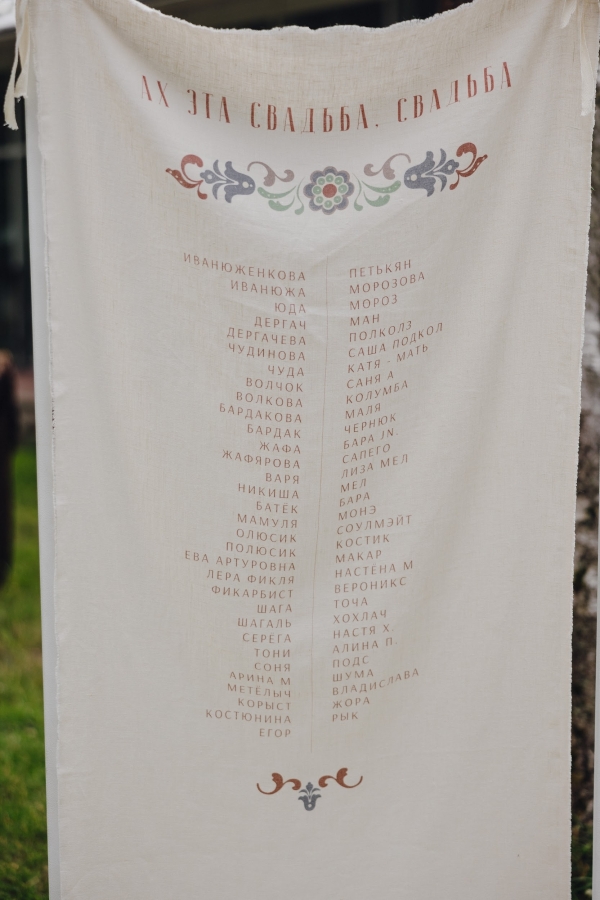 АХ ЭТА СВАДЬБА. СВАДЬБА
ИВАНЮЖЕНКОВА
ИВАНЮЖА
ЮДА
ДЕРГАЧ
ДЕРГАЧЕВА
ЧУДИНОВА
ЧУДА
ВОЛЧОК
ВОЛКОВА
БАРДАКОВА
БАРДАК
ЖАФА
ЖАФЯРОВА
ВАРЯ
НИКИША
БАТЁК
МАМУЛЯ
ОЛЮСИК
ПОЛЮСИК
ЕВА АРТУРОВНА
ЛЕРА ФИКЛЯ
ФИКАРБИСТ
ШАГА
ШАГАЛЬ
СЕРЁГА
ТОНИ
СОНЯ
АРИНА М
МЕТЁЛЫЧ
КОРЫСТ
КОСТЮНИНА
ЕГОР
ПЕТЬКЯН
МОРОЗОВА
МОРОЗ
МАН
ПОЛКОЛЗ
САША ПОДКОЛ
КАТЯ - МАТЬ
САНЯ А
КОЛУМБА
МАЛЯ
ЧЕРНЮК
БАРА JN.
САПЕГО
ЛИЗА МЕЛ
МЕЛ
БАРА
МОНЭ
СОУЛМЭЙТ
КОСТИК
МАКАР
НАСТЁНА М
ВЕРОНИКС
ТОЧА
ХОХЛАЧ
НАСТЯ Х.
АЛИНА П.
ПОДС
ШУМА
ВЛАДИСЛАВА
ЖОРА
РЫК